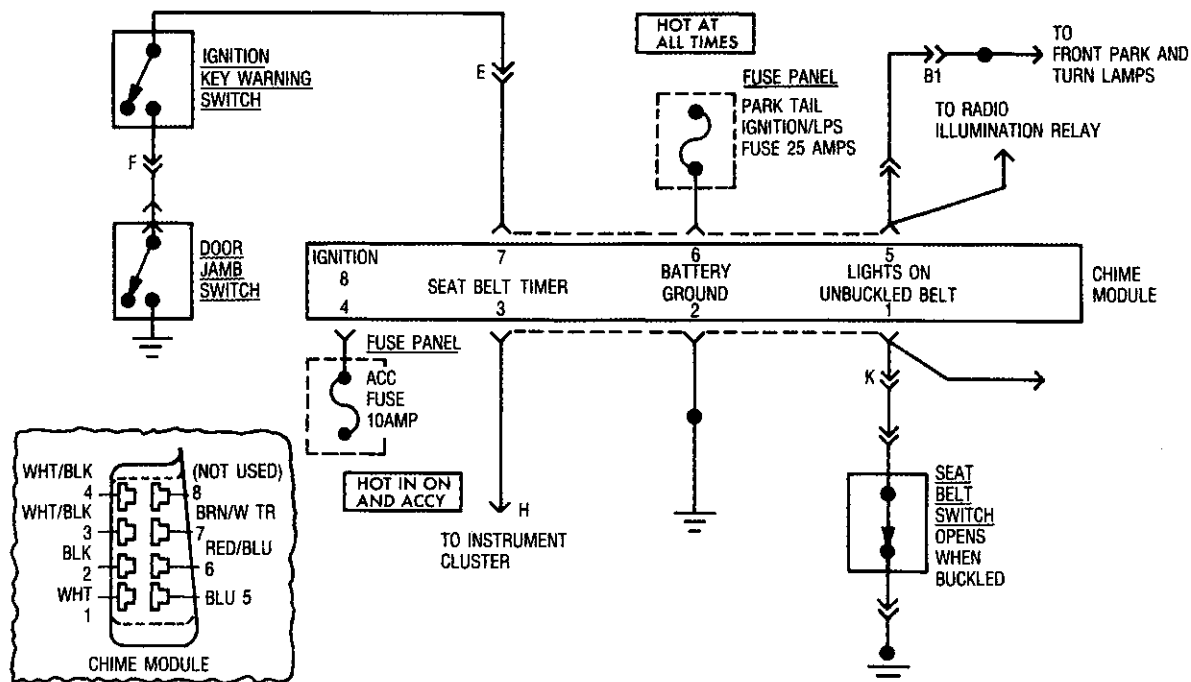 IGNITION
KEY WARNING
SWITCH
E
HOT AT
ALL TIMES
FUSE PANEL
PARK TAIL
IGNITION/LPS
FUSE 25 AMPS
B1
TO
FRONT PARK AND
TURN LAMPS
TO RADIO
ILLUMINATION RELAY
F
DOOR
JAMB
SWITCH
IGNITION
8
4
7
SEAT BELT TIMER
3
6
BATTERY
GROUND
2
5
LIGHTS ON
UNBUCKLED BELT
1
CHIME
MODULE
FUSE PANEL
ACC
FUSE
10AMP
HOT IN ON
AND ACCY
H
TO INSTRUMENT
CLUSTER
K
SEAT
BELT
SWITCH
OPENS
WHEN
BUCKLED
WHT/BLK
4
(NOT USED)
8
WHT/BLK
3
BRN/W TR
7
BLK
2
RED/BLU
6
WHT
1
BLU 5
CHIME MODULE